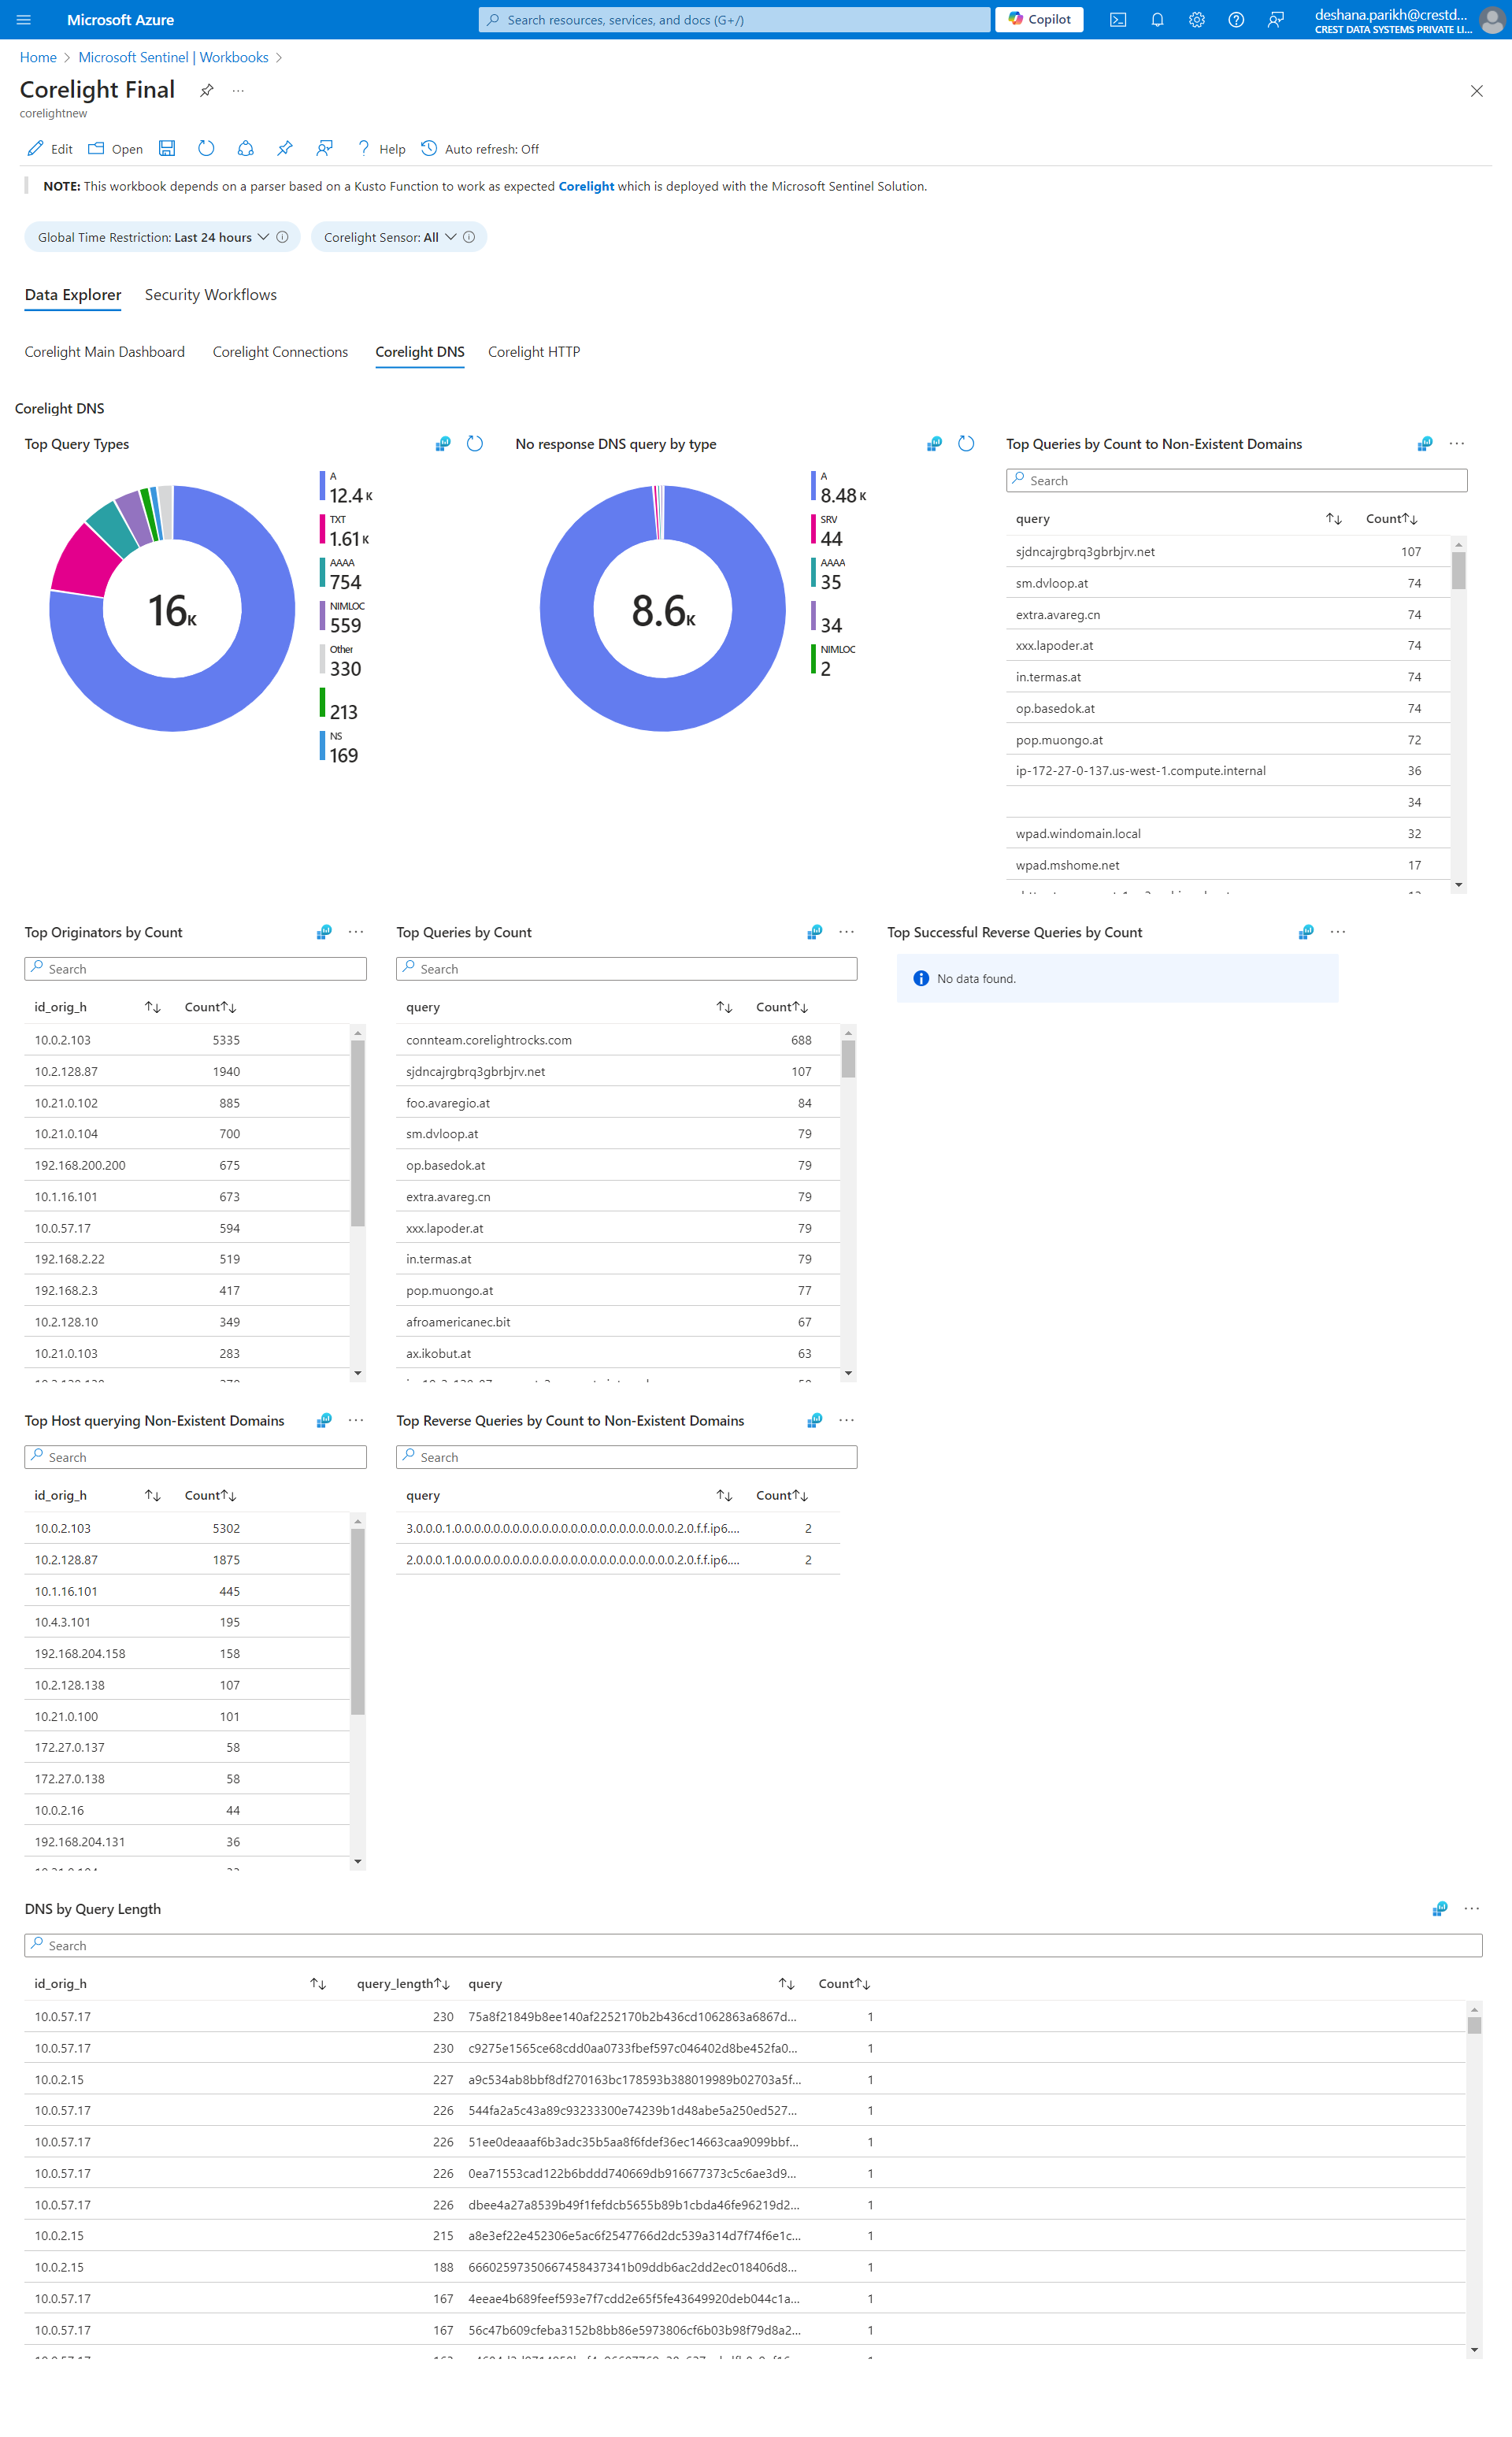 Microsoft Azure
Search resources, services, and docs (G+/)
Copilot
deshana.parikh@crestd...
CREST DATA SYSTEMS PRIVATE LI...
Home > Microsoft Sentinel | Workbooks >
Corelight Final
corelightnew
Edit Open Help Auto refresh: Off
NOTE: This workbook depends on a parser based on a Kusto Function to work as expected Corelight which is deployed with the Microsoft Sentinel Solution.
Global Time Restriction: Last 24 hours
Corelight Sensor: All
Data Explorer Security Workflows
Corelight Main Dashboard Corelight Connections Corelight DNS Corelight HTTP
Corelight DNS
Top Query Types
16K
A
12.4 K
TXT
1.61 K
AAAA
754
NIMLOC
559
Other
330
213
NS
169
No response DNS query by type
8.6K
A
8.48 K
SRV
44
AAAA
35
34
NIMLOC
2
Top Queries by Count to Non-Existent Domains
Search
query Count
sjdncajrgbrq3gbrbjrv.net 107
sm.dvloop.at 74
extra.avareg.cn 74
xxx.lapoder.at 74
in.termas.at 74
op.basedok.at 74
pop.muongo.at 72
ip-172-27-0-137.us-west-1.compute.internal 36
34
wpad.windomain.local 32
wpad.mshome.net 17
Top Originators by Count
Search
id_orig_h Count
10.0.2.103 5335
10.2.128.87 1940
10.21.0.102 885
10.21.0.104 700
192.168.200.200 675
10.1.16.101 673
10.0.57.17 594
192.168.2.22 519
192.168.2.3 417
10.2.128.10 349
10.21.0.103 283
Top Queries by Count
Search
query Count
connteam.corelightrocks.com 688
sjdncajrgbrq3gbrbjrv.net 107
foo.avaregio.at 84
sm.dvloop.at 79
op.basedok.at 79
extra.avareg.cn 79
xxx.lapoder.at 79
in.termas.at 79
pop.muongo.at 77
afroamericanec.bit 67
ax.ikobut.at 63
Top Successful Reverse Queries by Count
No data found.
Top Host querying Non-Existent Domains
Search
id_orig_h Count
10.0.2.103 5302
10.2.128.87 1875
10.1.16.101 445
10.4.3.101 195
192.168.204.158 158
10.2.128.138 107
10.21.0.100 101
172.27.0.137 58
172.27.0.138 58
10.0.2.16 44
192.168.204.131 36
Top Reverse Queries by Count to Non-Existent Domains
Search
query Count
3.0.0.0.1.0.0.0.0.0.0.0.0.0.0.0.0.0.0.0.0.0.0.0.0.0.0.0.2.0.f.f.ip6.... 2
2.0.0.0.1.0.0.0.0.0.0.0.0.0.0.0.0.0.0.0.0.0.0.0.0.0.0.0.2.0.f.f.ip6.... 2
DNS by Query Length
Search
id_orig_h query_length query Count
10.0.57.17 230 75a8f21849b8ee140af2252170b2b436cd1062863a6867d... 1
10.0.57.17 230 c9275e1565ce68cdd0aa0733fbef597c046402d8be452fa0... 1
10.0.2.15 227 a9c534ab8bbf8df270163bc178593b388019989b02703a5f... 1
10.0.57.17 226 544fa2a5c43a89c93233300e74239b1d48abe5a250ed527... 1
10.0.57.17 226 51ee0deaaaf6b3adc35b5aa8f6fdef36ec14663caa9099bbf... 1
10.0.57.17 226 0ea71553cad122b6bddd740669db916677373c5c6ae3d9... 1
10.0.57.17 226 dbee4a27a8539b49f1fefdcb5655b89b1cbda46fe96219d2... 1
10.0.2.15 215 a8e3ef22e452306e5ac6f2547766d2dc539a314d7f74f6e1c... 1
10.0.2.15 188 66602597350667458437341b09ddb6ac2dd2ec018406d8... 1
10.0.57.17 167 4eeae4b689feef593e7f7cdd2e65f5fe43649920deb044c1a... 1
10.0.57.17 167 56c47b609cfeba3152b8bb86e5973806cf6b03b98f79d8a2... 1